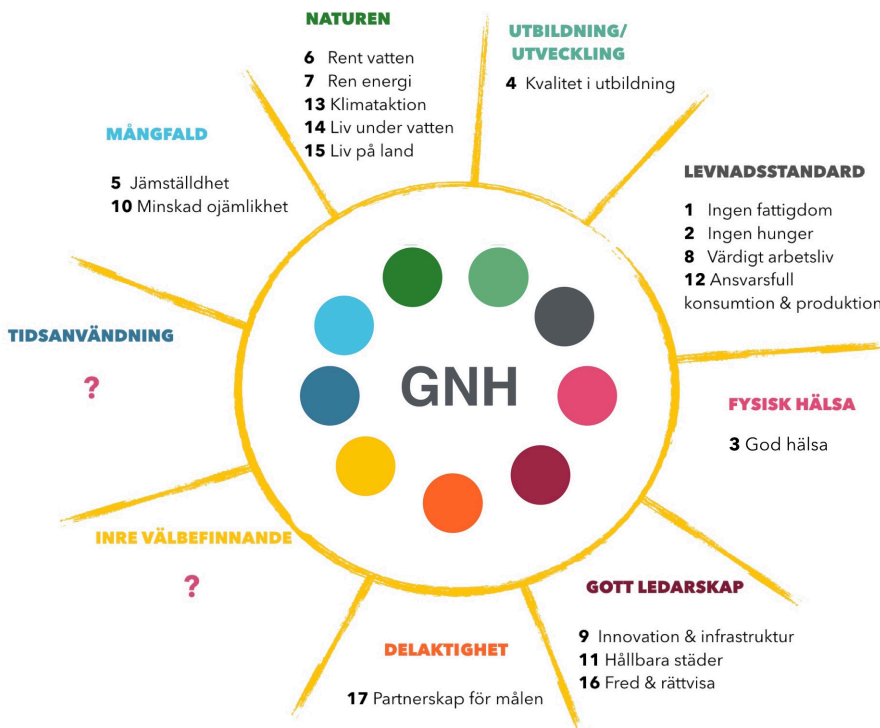 NATUREN
6 Rent vatten
7 Ren energi
13 Klimataktion
14 Liv under vatten
15 Liv på land
UTBILDNING/
UTVECKLING
4 Kvalitet i utbildning
MÅNGFALD
5 Jämställdhet
10 Minskad ojämlikhet
LEVNADSSTANDARD
1 Ingen fattigdom
2 Ingen hunger
8 Värdigt arbetsliv
12 Ansvarsfull
konsumtion & produktion
TIDSANVÄNDNING
?
GNH
FYSISK HÄLSA
3 God hälsa
INRE VÄLBEFINNANDE
?
GOTT LEDARSKAP
9 Innovation & infrastruktur
11 Hållbara städer
16 Fred & rättvisa
DELAKTIGHET
17 Partnerskap för målen